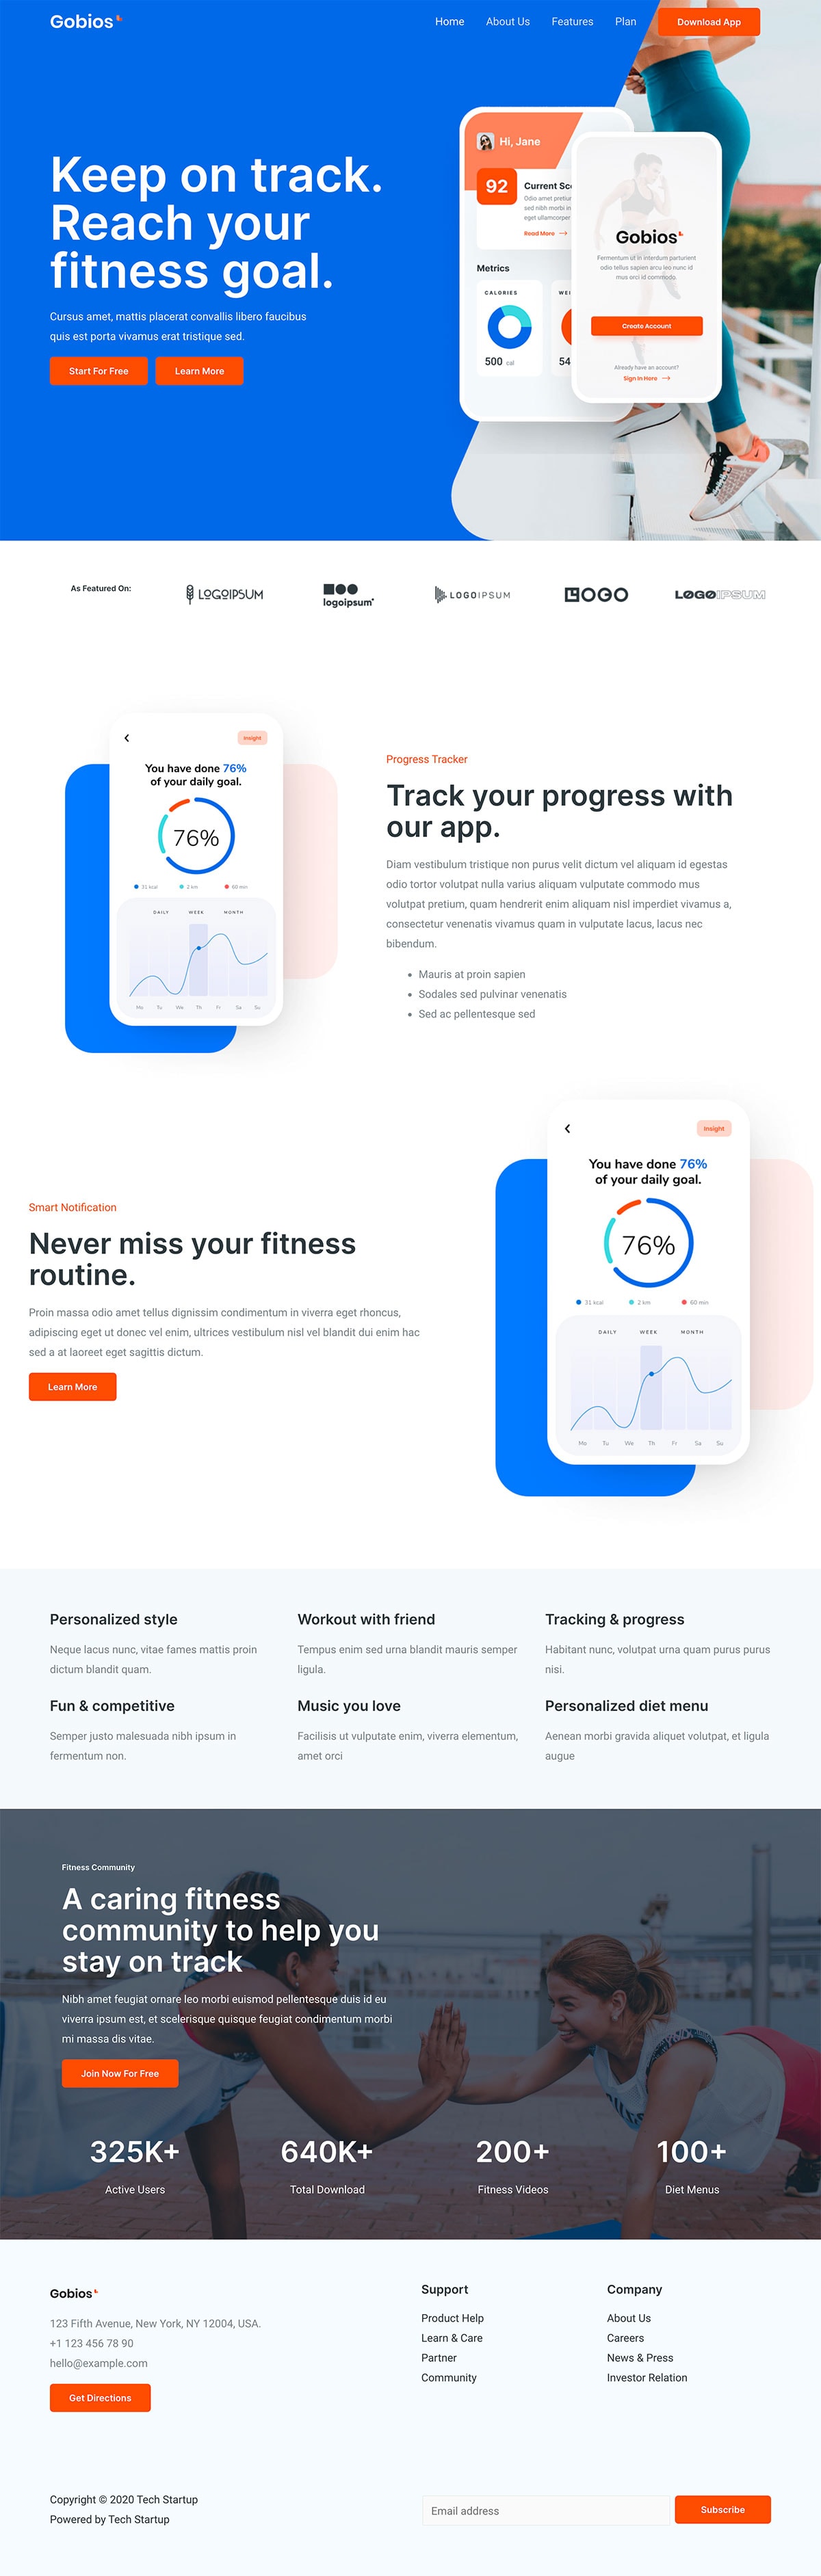 Gobios
Home About Us Features Plan Download App
Keep on track.
Reach your
fitness goal.
Cursus amet, mattis placerat convallis libero faucibus
quis est porta vivamus erat tristique sed.
Start For Free Learn More
Hi, Jane
92
Current Sco
Odio amet pretiu
sed nibh morbi in
eget ullamcorper
Read More
Metrics
CALORIES
WEI
500 cal
54
Gobios
Fermentum ut in interdum parturient
odio tellus sapien arcu leo nunc id
mus orci id commodo.
Create Account
Already have an account?
Sign In Here
As Featured On:
LOGOIPSUM
logoipsum
LOGOIPSUM
LOGO
LOGOIPSUM
Insight
You have done 76%
of your daily goal.
76%
31 kcal 2 km 60 min
DAILY WEEK MONTH
Mo Tu We Th Fr Sa Su
Progress Tracker
Track your progress with
our app.
Diam vestibulum tristique non purus velit dictum vel aliquam id egestas
odio tortor volutpat nulla varius aliquam vulputate commodo mus
volutpat pretium, quam hendrerit enim aliquam nisl imperdiet vivamus a,
consectetur venenatis vivamus quam in vulputate lacus, lacus nec
bibendum.
• Mauris at proin sapien
• Sodales sed pulvinar venenatis
• Sed ac pellentesque sed
Smart Notification
Never miss your fitness
routine.
Proin massa odio amet tellus dignissim condimentum in viverra eget rhoncus,
adipiscing eget ut donec vel enim, ultrices vestibulum nisl vel blandit dui enim hac
sed a at laoreet eget sagittis dictum.
Learn More
Insight
You have done 76%
of your daily goal.
76%
31 kcal 2 km 60 min
DAILY WEEK MONTH
Mo Tu We Th Fr Sa Su
Personalized style
Neque lacus nunc, vitae fames mattis proin
dictum blandit quam.
Workout with friend
Tempus enim sed urna blandit mauris semper
ligula.
Tracking & progress
Habitant nunc, volutpat urna quam purus purus
nisi.
Fun & competitive
Semper justo malesuada nibh ipsum in
fermentum non.
Music you love
Facilisis ut vulputate enim, viverra elementum,
amet orci
Personalized diet menu
Aenean morbi gravida aliquet volutpat, et ligula
augue
Fitness Community
A caring fitness
community to help you
stay on track
Nibh amet feugiat ornare leo morbi euismod pellentesque duis id eu
viverra ipsum est, et scelerisque quisque feugiat condimentum morbi
mi massa dis vitae.
Join Now For Free
325K+ 640K+ 200+ 100+
Active Users Total Download Fitness Videos Diet Menus
Gobios
123 Fifth Avenue, New York, NY 12004, USA.
+1 123 456 78 90
hello@example.com
Get Directions
Support
Product Help
Learn & Care
Partner
Community
Company
About Us
Careers
News & Press
Investor Relation
Copyright © 2020 Tech Startup
Powered by Tech Startup
Email address Subscribe